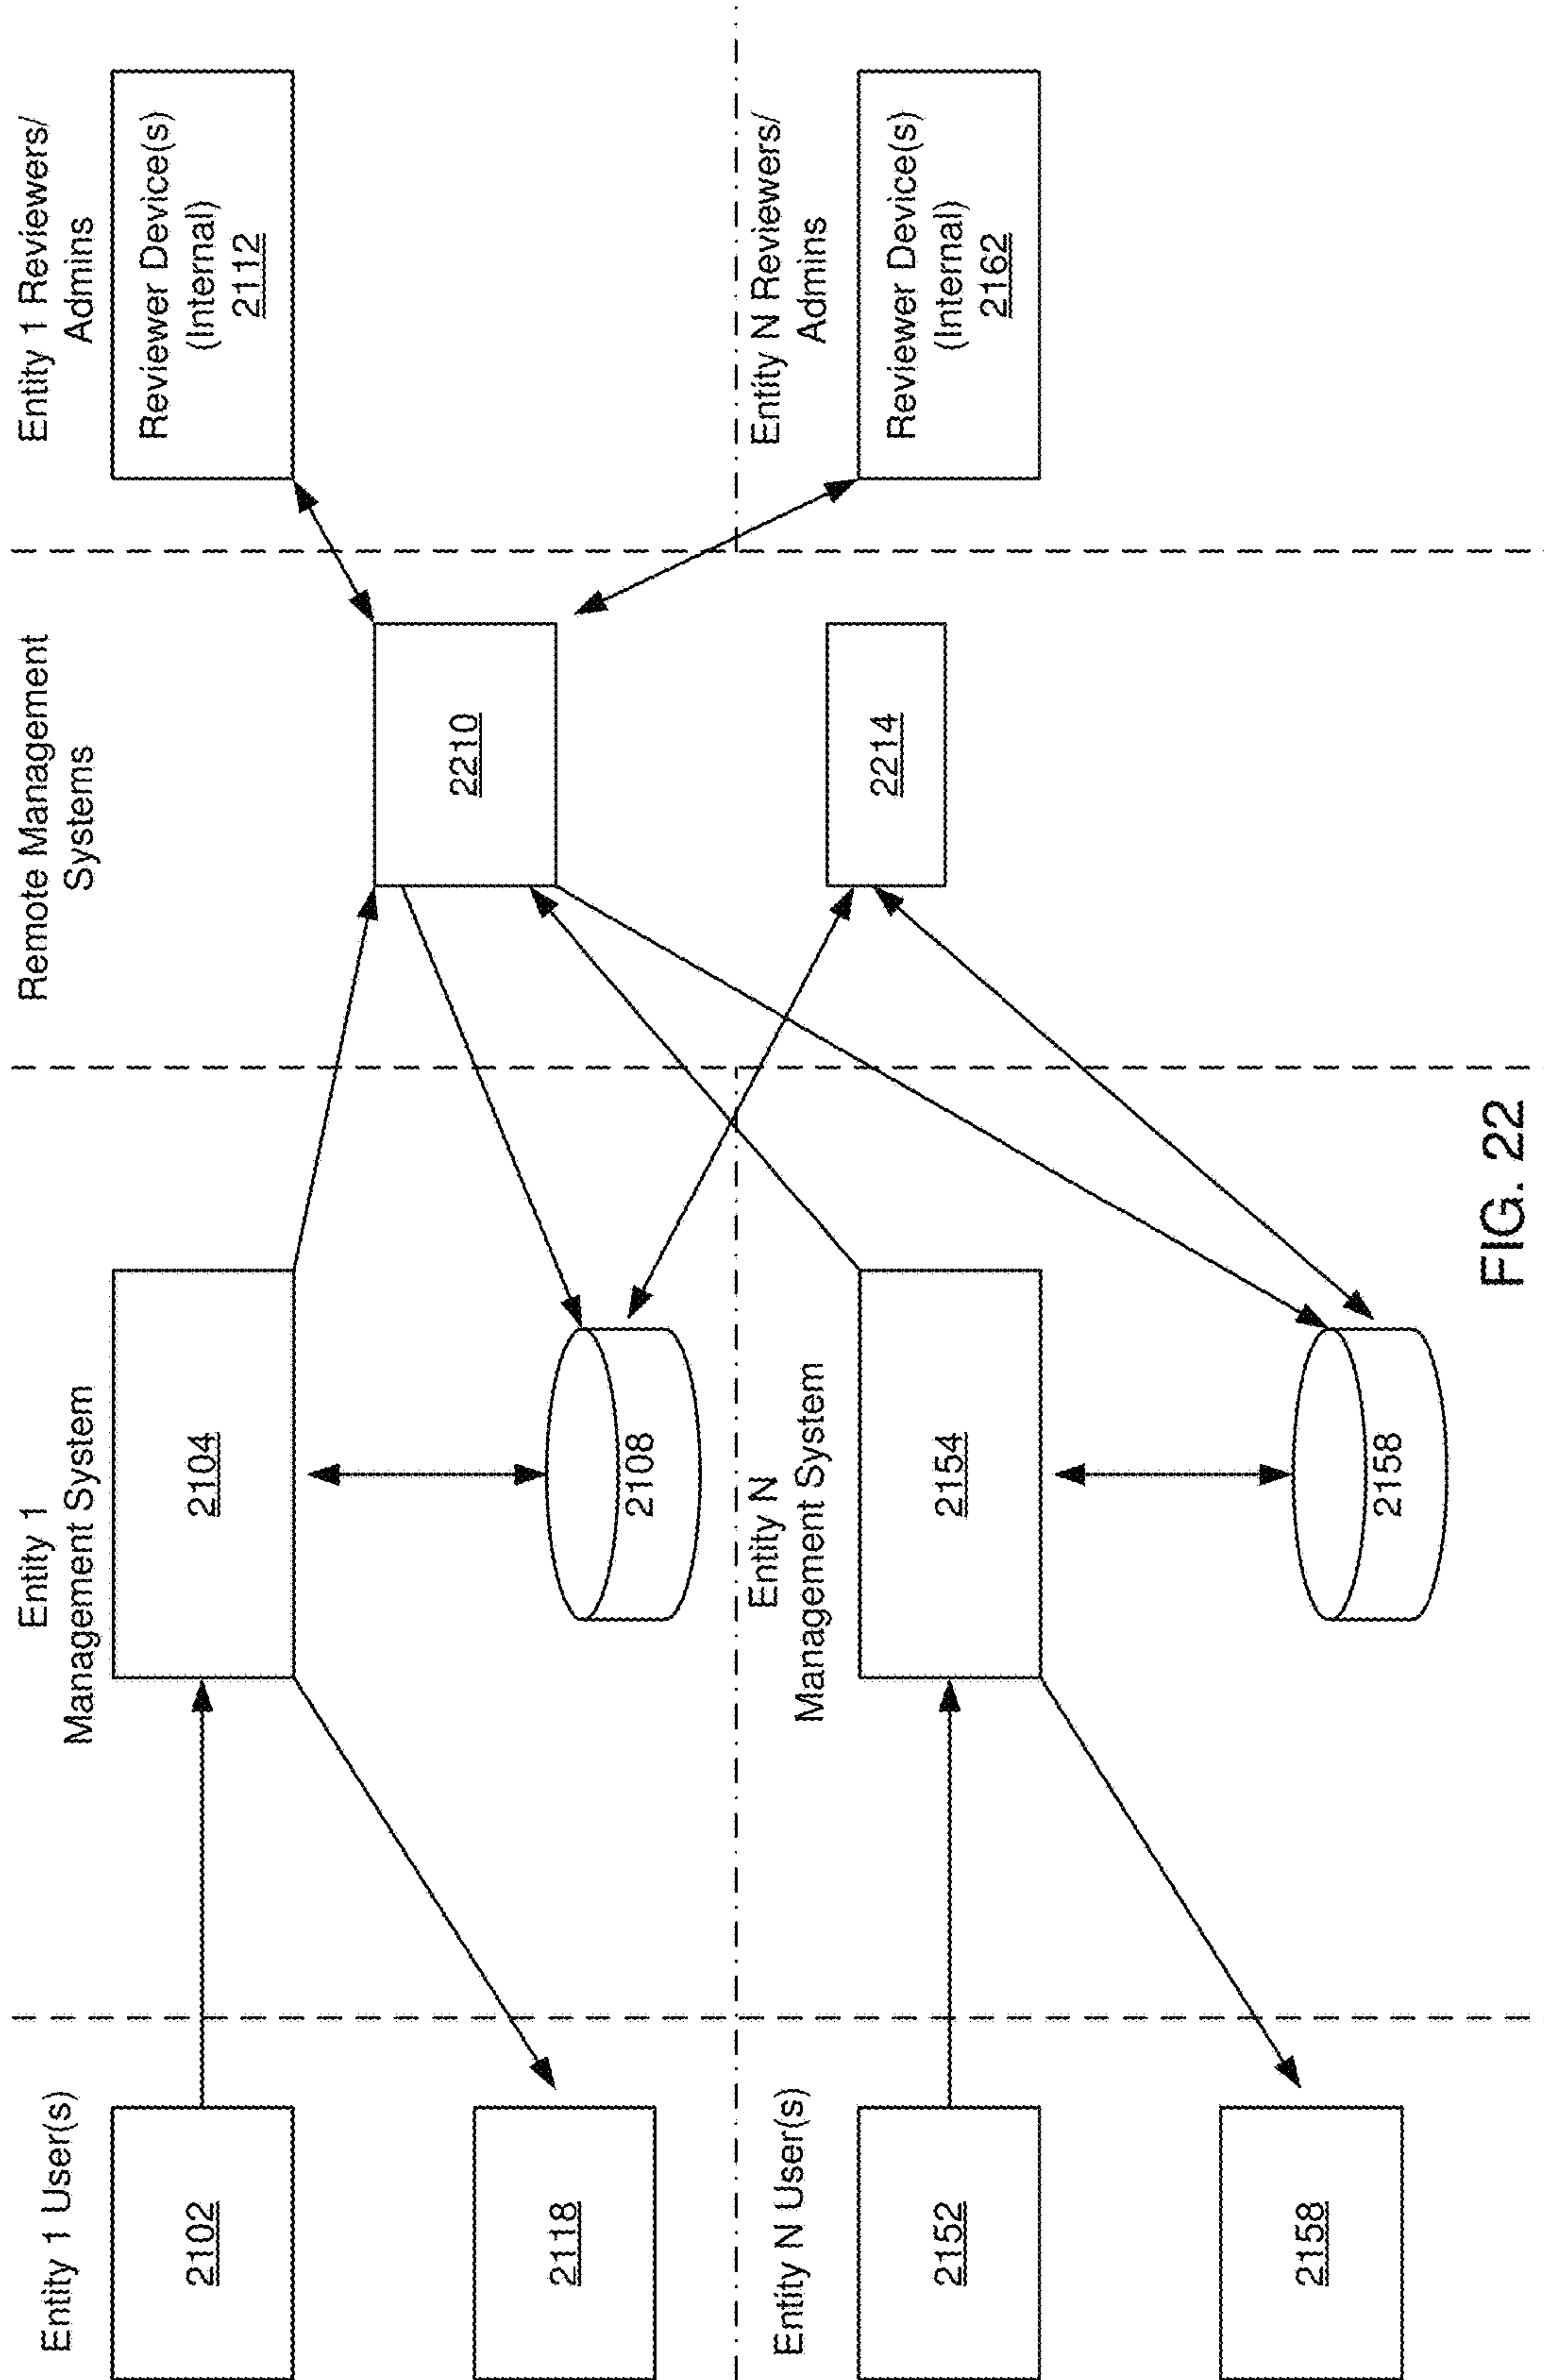 Entity 1 User(s)
2102
2118
Entity 1
Management System
2104
2108
Remote Management
Systems
2210
2214
Entity 1 Reviewers/
Admins
Reviewer Device(s)
(Internal)
2112
Entity N User(s)
2152
2158
Entity N
Management System
2154
2158
Entity N Reviewers/
Admins
Reviewer Device(s)
(Internal)
2162
FIG. 22